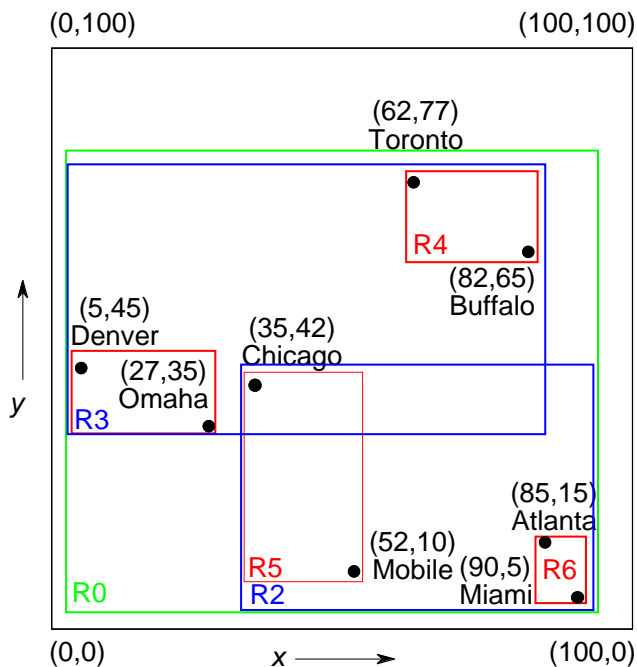 (0,100)
(100,100)
(62,77)
Toronto
R4
(82,65)
Buffalo
(5,45)
Denver
(35,42)
Chicago
(27,35)
Omaha
y
R3
(85,15)
Atlanta
(52,10)
Mobile
(90,5)
Miami
R6
R5
R2
R0
(0,0)
x
(100,0)